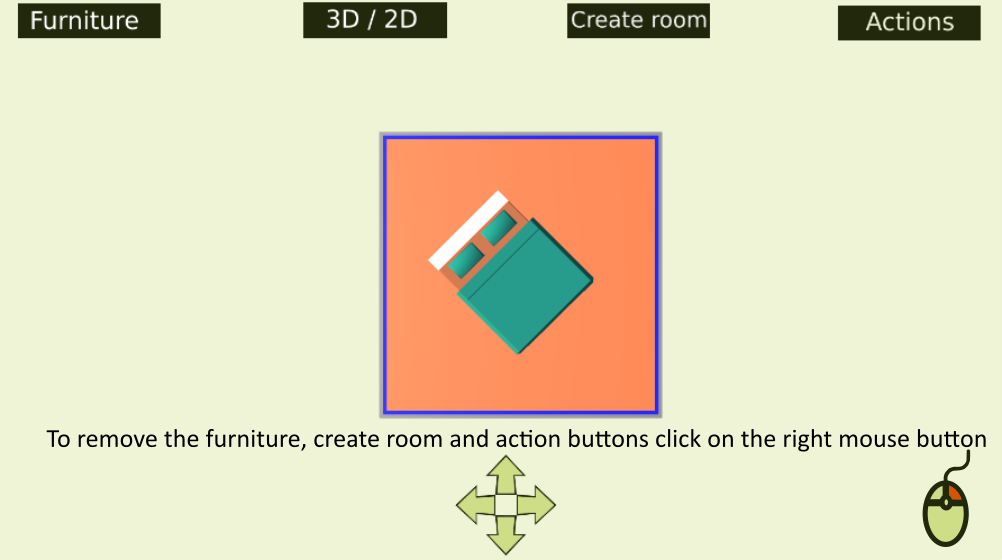 Furniture
3D / 2D
Create room
Actions
To remove the furniture, create room and action buttons click on the right mouse button